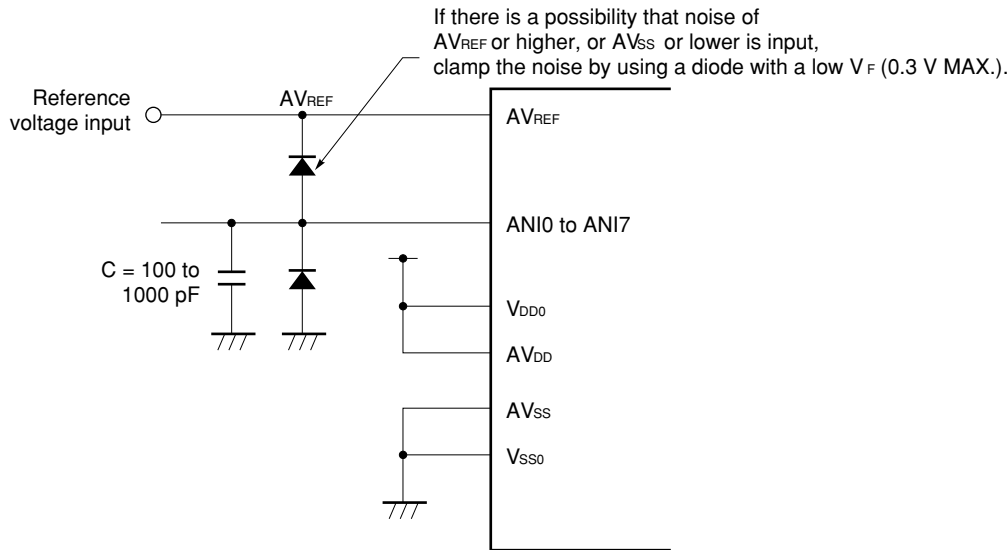 If there is a possibility that noise of
AVREF or higher, or AVSS or lower is input,
clamp the noise by using a diode with a low VF (0.3 V MAX.).
Reference
voltage input
AVREF
AVREF
ANI0 to ANI7
C = 100 to
1000 pF
VDD0
AVDD
AVSS
VSS0